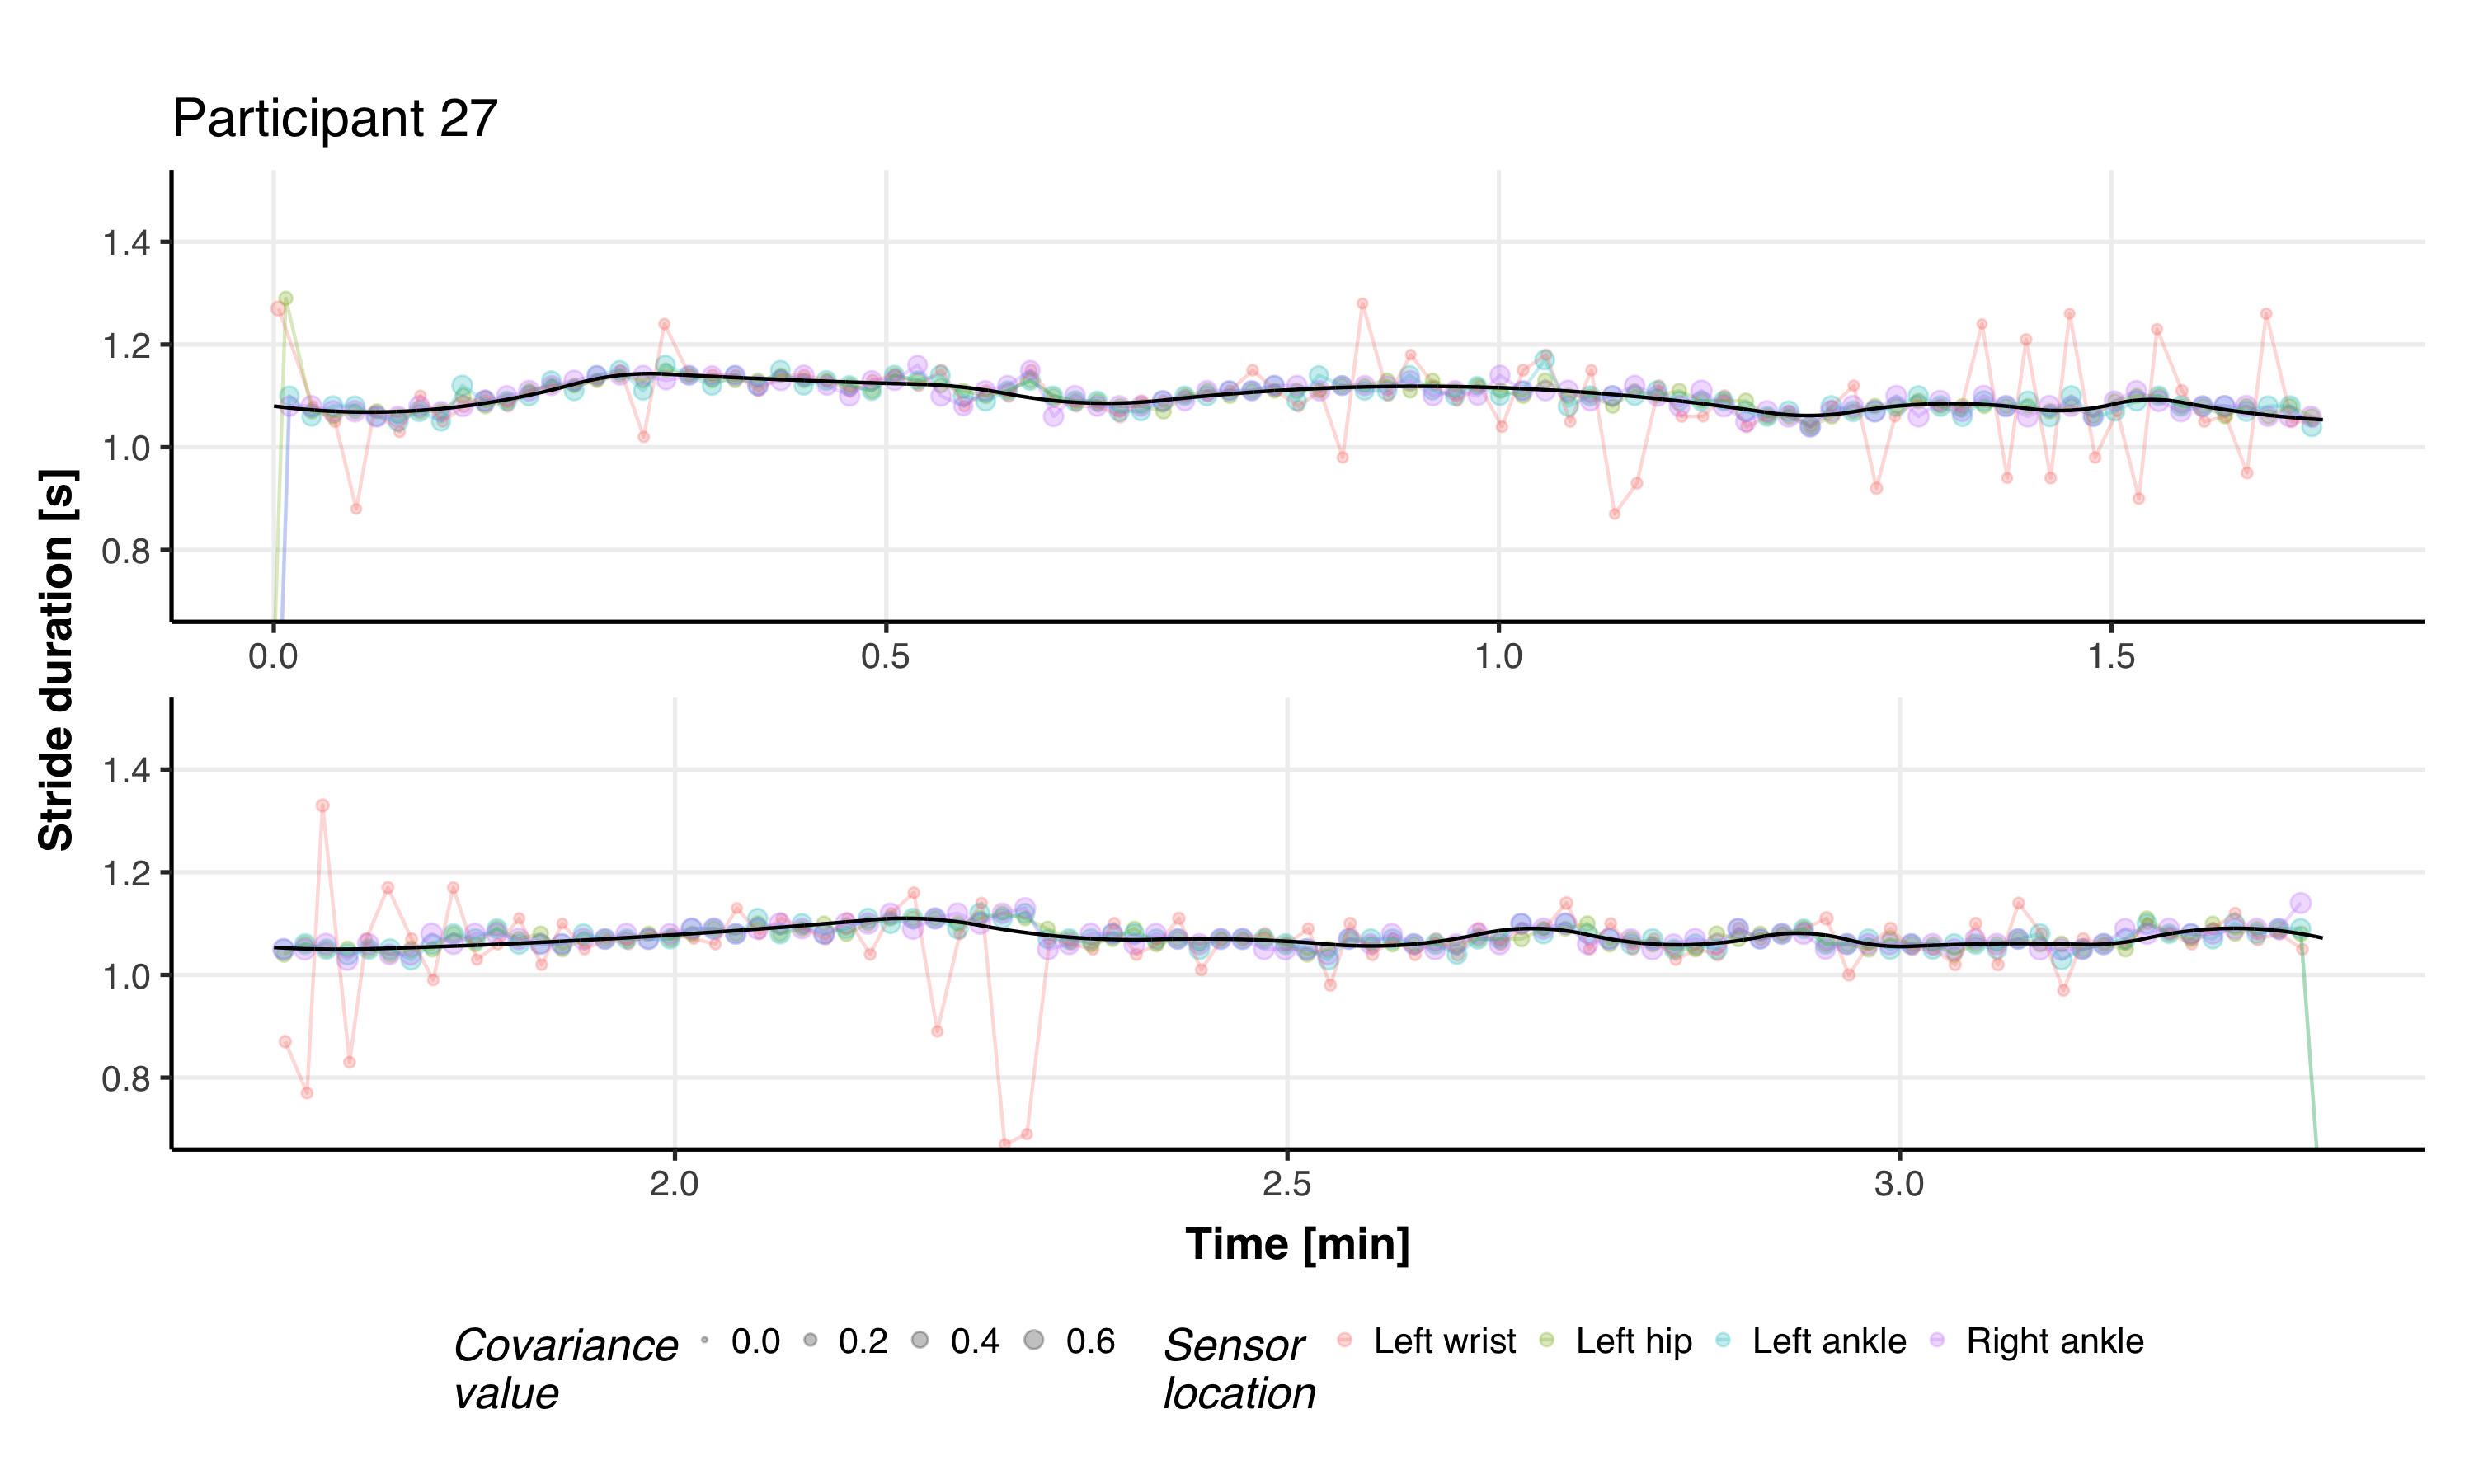 Participant 27
Stride duration [s]
1.4
1.2
1.0
0.8
0.0 0.5 1.0 1.5
1.4
1.2
1.0
0.8
2.0 2.5 3.0
Time [min]
Covariance value 0.0 0.2 0.4 0.6 Sensor location Left wrist Left hip Left ankle Right ankle